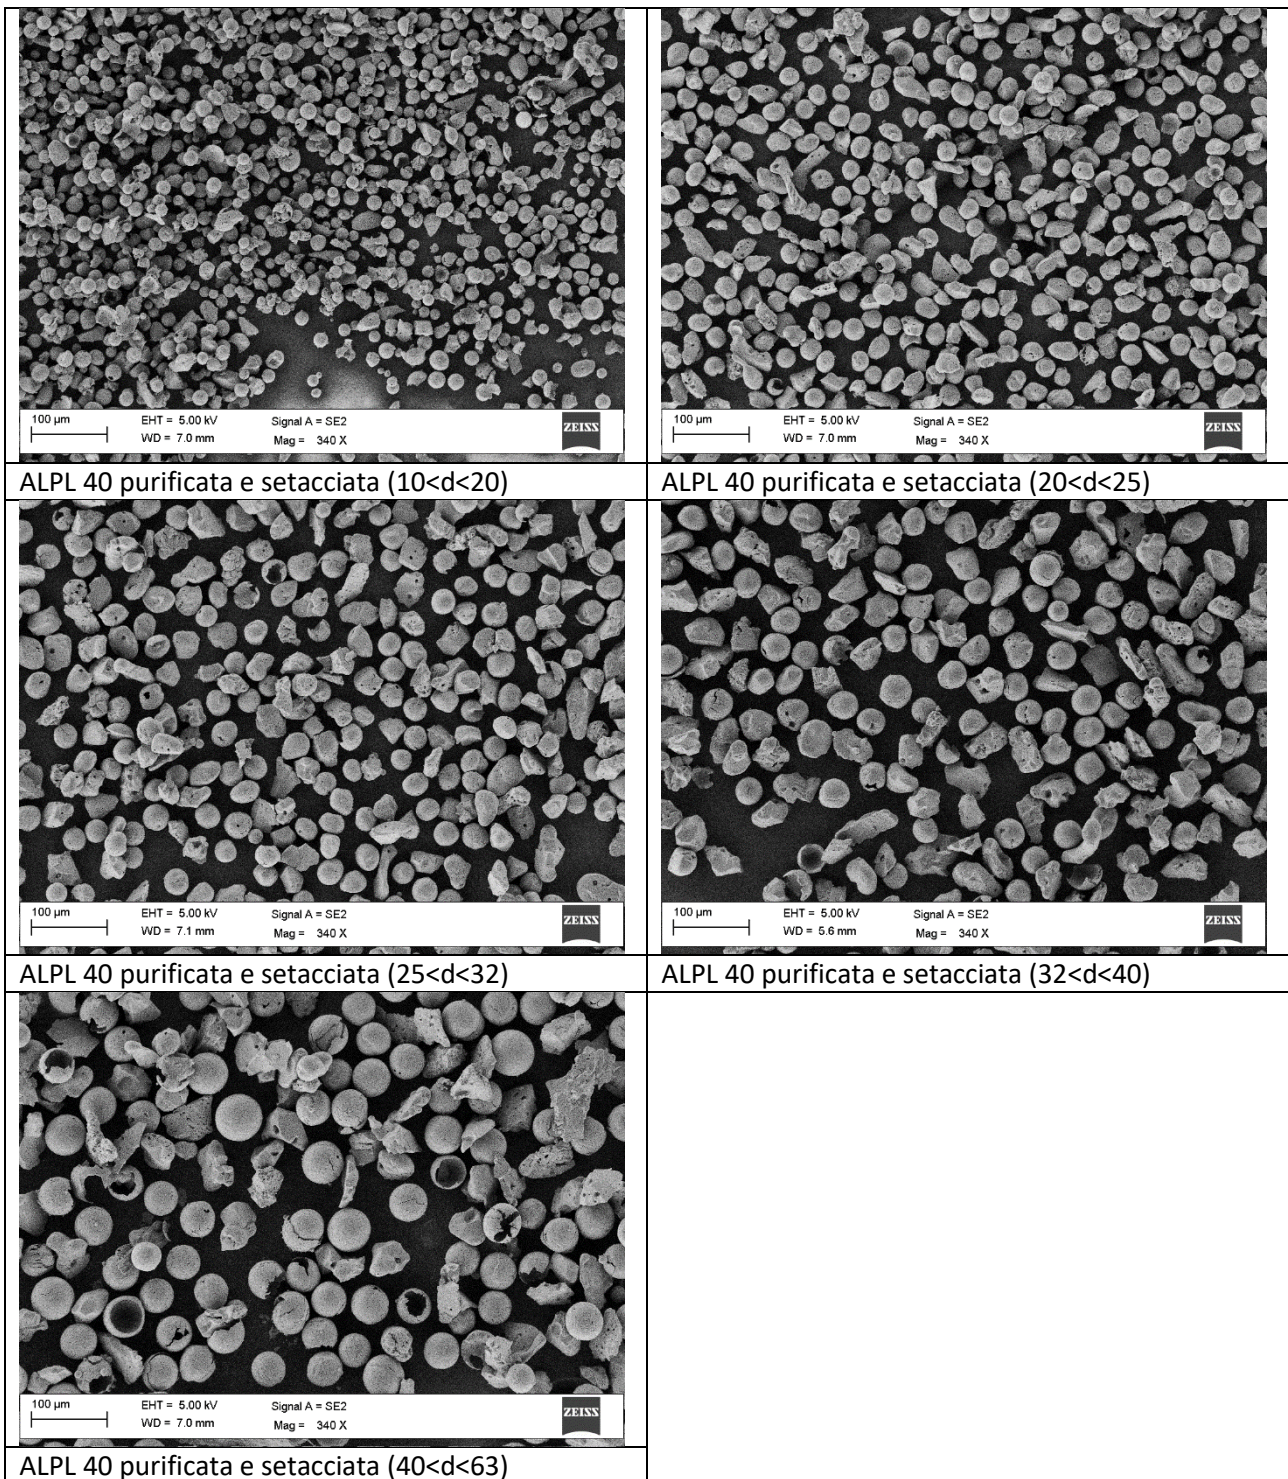 100 µm EHT = 5.00 kV Signal A = SE2 ZEISS
WD = 7.0 mm Mag = 340 X
100 µm EHT = 5.00 kV Signal A = SE2 ZEISS
WD = 7.0 mm Mag = 340 X
ALPL 40 purificata e setacciata (10<d<20)
ALPL 40 purificata e setacciata (20<d<25)
100 µm EHT = 5.00 kV Signal A = SE2 ZEISS
WD = 7.1 mm Mag = 340 X
100 µm EHT = 5.00 kV Signal A = SE2 ZEISS
WD = 5.6 mm Mag = 340 X
ALPL 40 purificata e setacciata (25<d<32)
ALPL 40 purificata e setacciata (32<d<40)
100 µm EHT = 5.00 kV Signal A = SE2 ZEISS
WD = 7.0 mm Mag = 340 X
ALPL 40 purificata e setacciata (40<d<63)